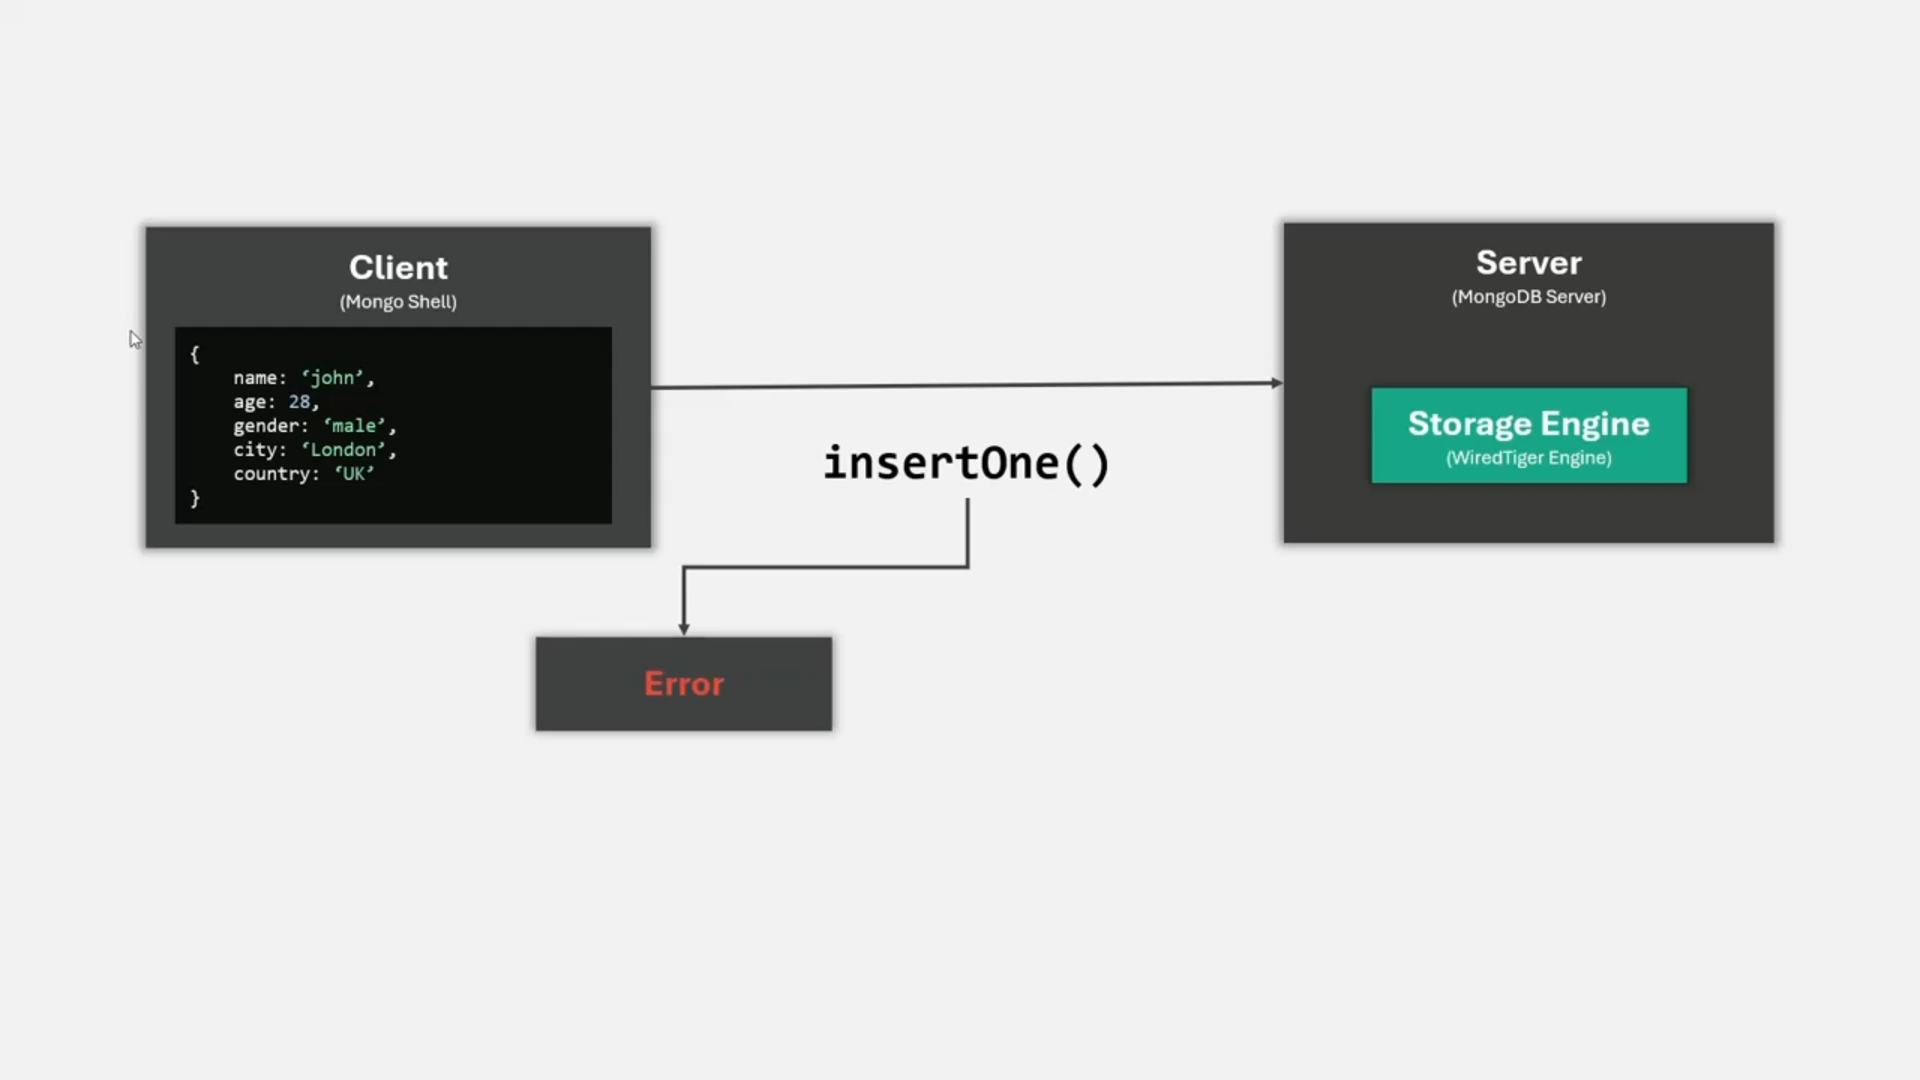 Client
(Mongo Shell)
{
name: ‘john’,
age: 28,
gender: ‘male’,
city: ‘London’,
country: ‘UK’
}
insertOne()
Server
(MongoDB Server)
Storage Engine
(WiredTiger Engine)
Error